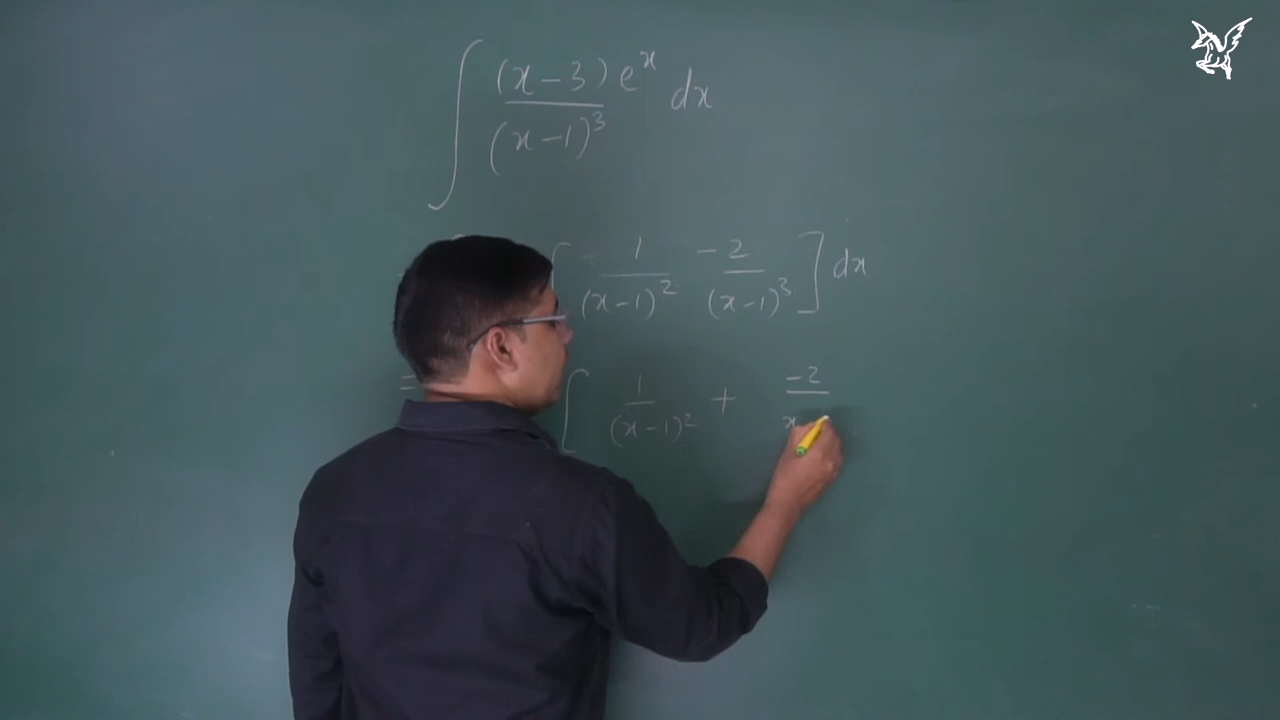 ∫ (x-3) e^x / (x-1)^3 dx
[ 1/(x-1)^2 -2/(x-1)^3 ] dx
= [ 1/(x-1)^2 + -2/x